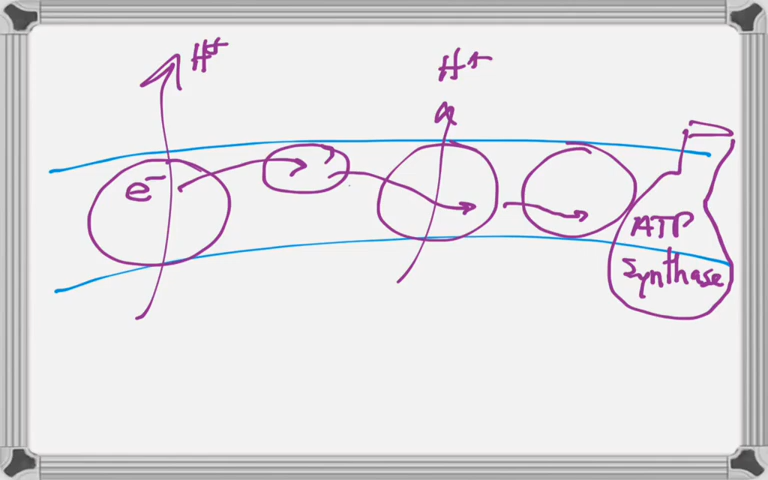 H+
H+
e-
ATP
Synthase